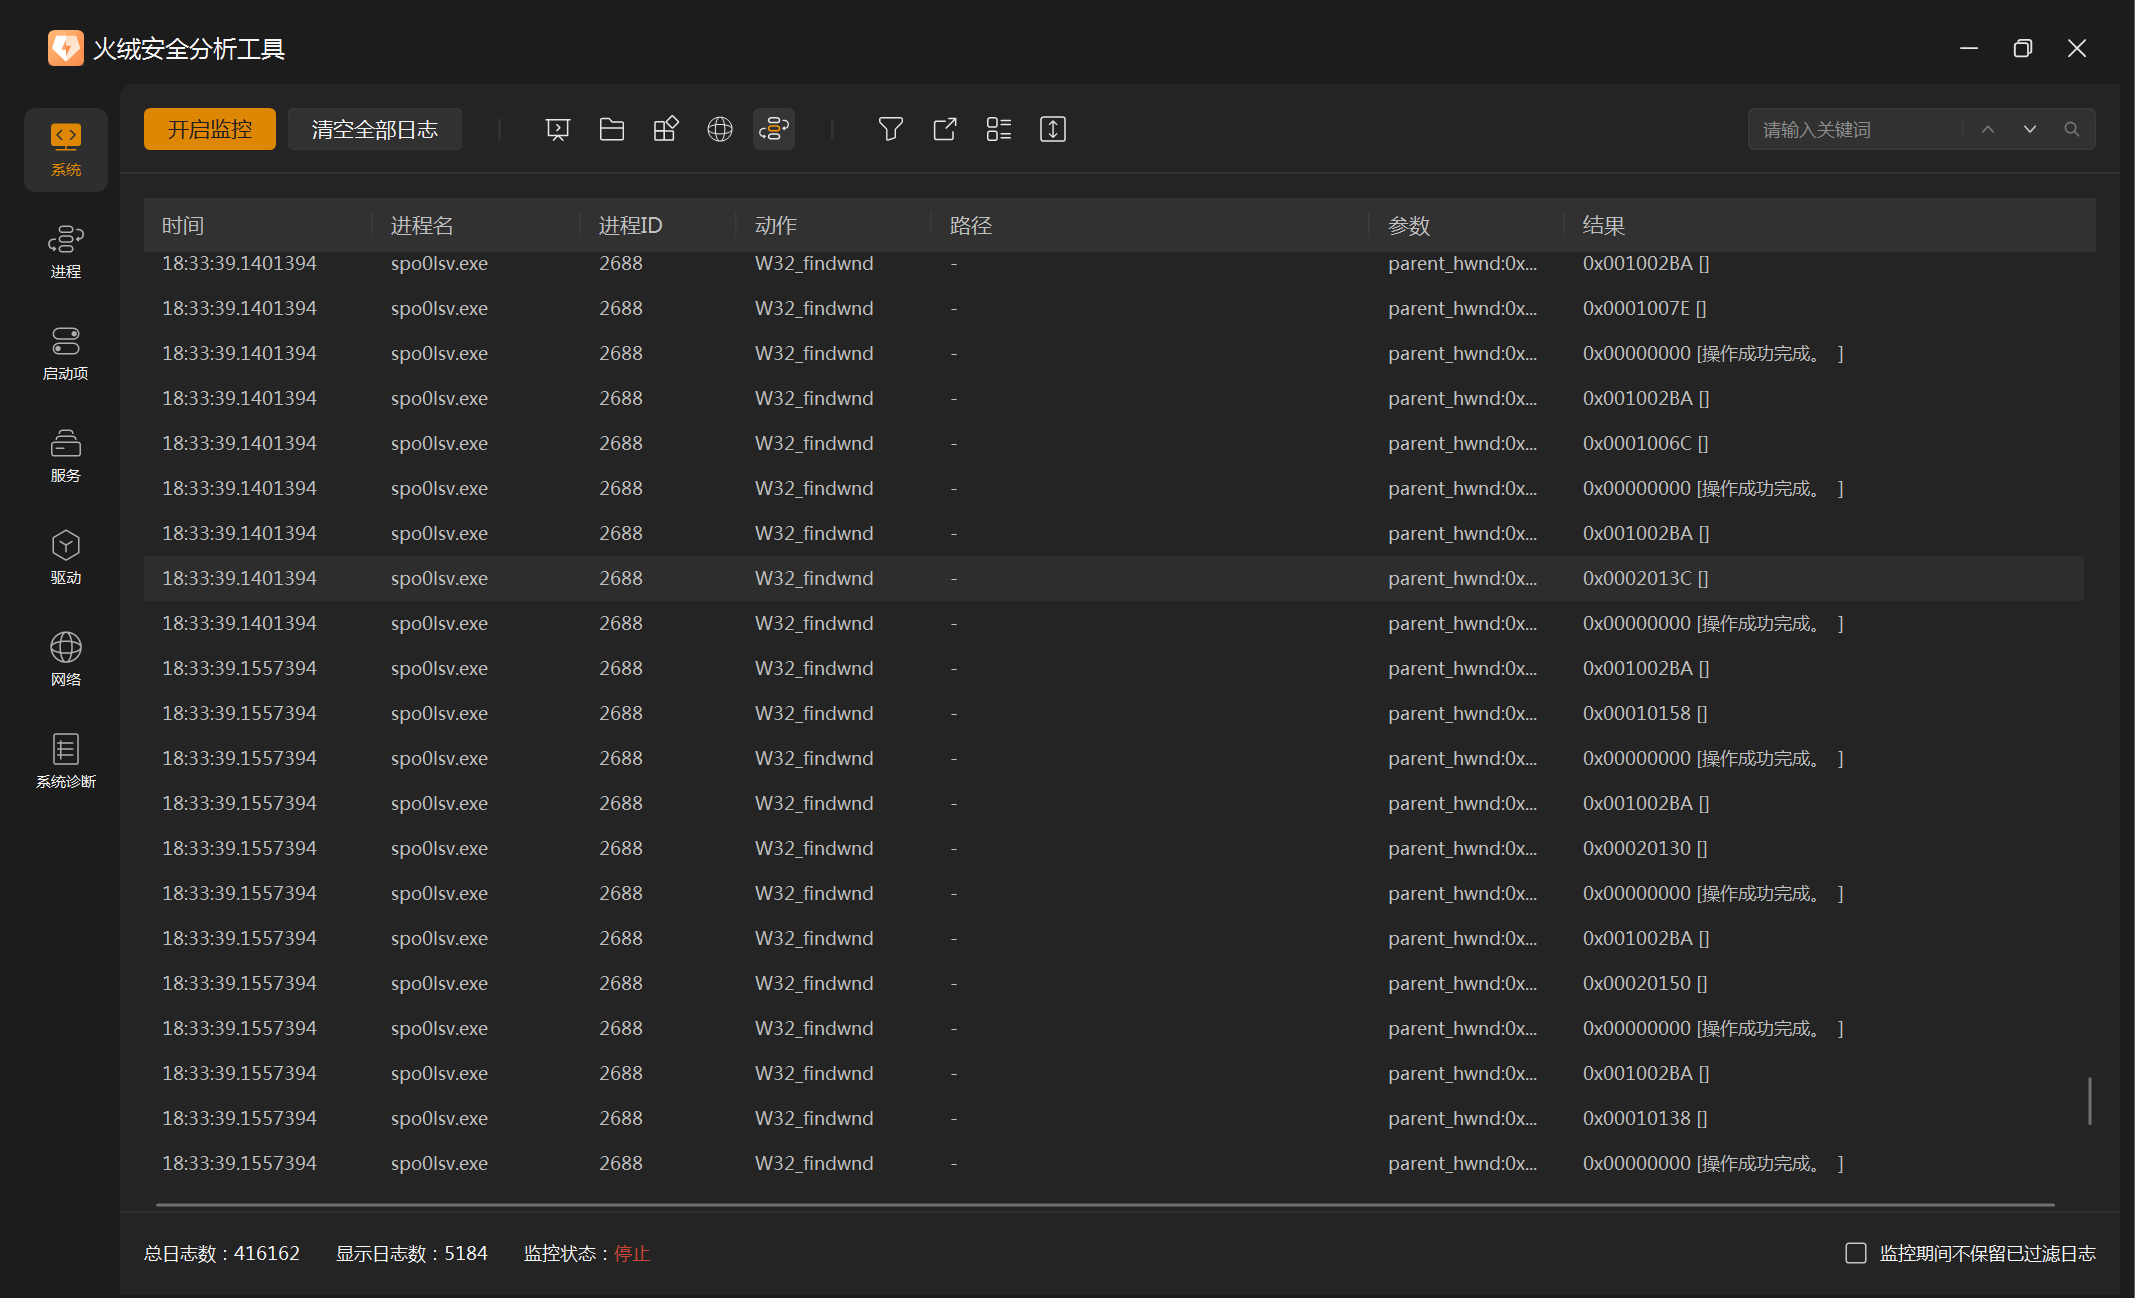 火绒安全分析工具
开启监控 清空全部日志 请输入关键词
系统
进程
启动项
服务
驱动
网络
系统诊断
时间 进程名 进程ID 动作 路径 参数 结果
18:33:39.1401394 spo0lsv.exe 2688 W32_findwnd - parent_hwnd:0x... 0x001002BA []
18:33:39.1401394 spo0lsv.exe 2688 W32_findwnd - parent_hwnd:0x... 0x0001007E []
18:33:39.1401394 spo0lsv.exe 2688 W32_findwnd - parent_hwnd:0x... 0x00000000 [操作成功完成。 ]
18:33:39.1401394 spo0lsv.exe 2688 W32_findwnd - parent_hwnd:0x... 0x001002BA []
18:33:39.1401394 spo0lsv.exe 2688 W32_findwnd - parent_hwnd:0x... 0x0001006C []
18:33:39.1401394 spo0lsv.exe 2688 W32_findwnd - parent_hwnd:0x... 0x00000000 [操作成功完成。 ]
18:33:39.1401394 spo0lsv.exe 2688 W32_findwnd - parent_hwnd:0x... 0x001002BA []
18:33:39.1401394 spo0lsv.exe 2688 W32_findwnd - parent_hwnd:0x... 0x0002013C []
18:33:39.1401394 spo0lsv.exe 2688 W32_findwnd - parent_hwnd:0x... 0x00000000 [操作成功完成。 ]
18:33:39.1557394 spo0lsv.exe 2688 W32_findwnd - parent_hwnd:0x... 0x001002BA []
18:33:39.1557394 spo0lsv.exe 2688 W32_findwnd - parent_hwnd:0x... 0x00010158 []
18:33:39.1557394 spo0lsv.exe 2688 W32_findwnd - parent_hwnd:0x... 0x00000000 [操作成功完成。 ]
18:33:39.1557394 spo0lsv.exe 2688 W32_findwnd - parent_hwnd:0x... 0x001002BA []
18:33:39.1557394 spo0lsv.exe 2688 W32_findwnd - parent_hwnd:0x... 0x00020130 []
18:33:39.1557394 spo0lsv.exe 2688 W32_findwnd - parent_hwnd:0x... 0x00000000 [操作成功完成。 ]
18:33:39.1557394 spo0lsv.exe 2688 W32_findwnd - parent_hwnd:0x... 0x001002BA []
18:33:39.1557394 spo0lsv.exe 2688 W32_findwnd - parent_hwnd:0x... 0x00020150 []
18:33:39.1557394 spo0lsv.exe 2688 W32_findwnd - parent_hwnd:0x... 0x00000000 [操作成功完成。 ]
18:33:39.1557394 spo0lsv.exe 2688 W32_findwnd - parent_hwnd:0x... 0x001002BA []
18:33:39.1557394 spo0lsv.exe 2688 W32_findwnd - parent_hwnd:0x... 0x00010138 []
18:33:39.1557394 spo0lsv.exe 2688 W32_findwnd - parent_hwnd:0x... 0x00000000 [操作成功完成。 ]
总日志数：416162 显示日志数：5184 监控状态：停止 监控期间不保留已过滤日志